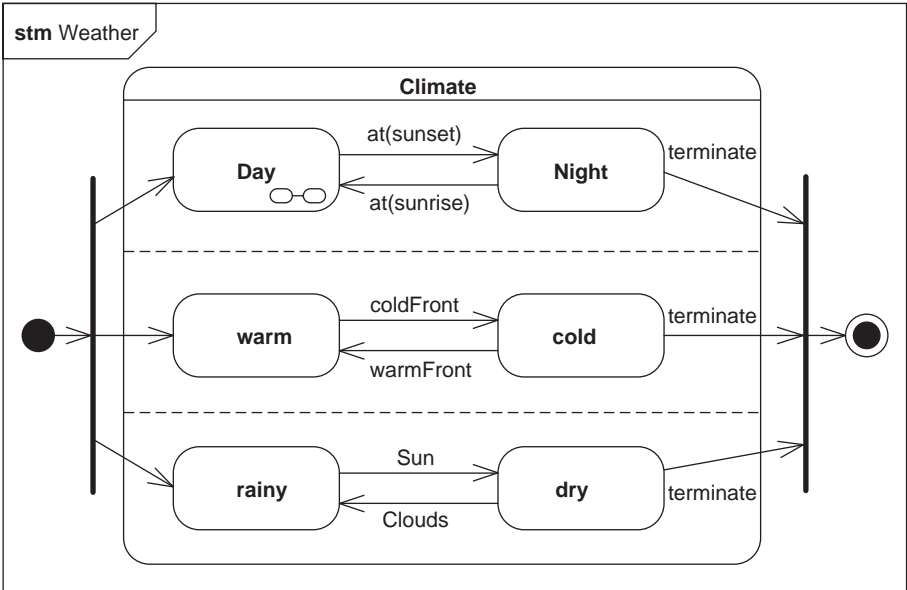 stm Weather
Climate
at(sunset)
Day
Night
terminate
at(sunrise)
coldFront
warm
cold
terminate
warmFront
Sun
rainy
dry
terminate
Clouds